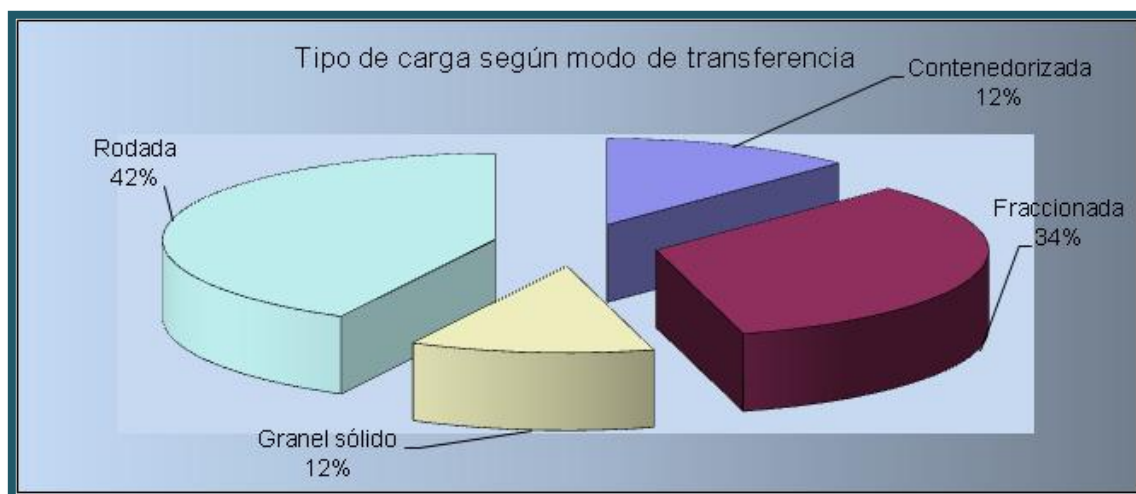 Tipo de carga según modo de transferencia
Contenedorizada
12%
Rodada
42%
Fraccionada
34%
Granel sólido
12%